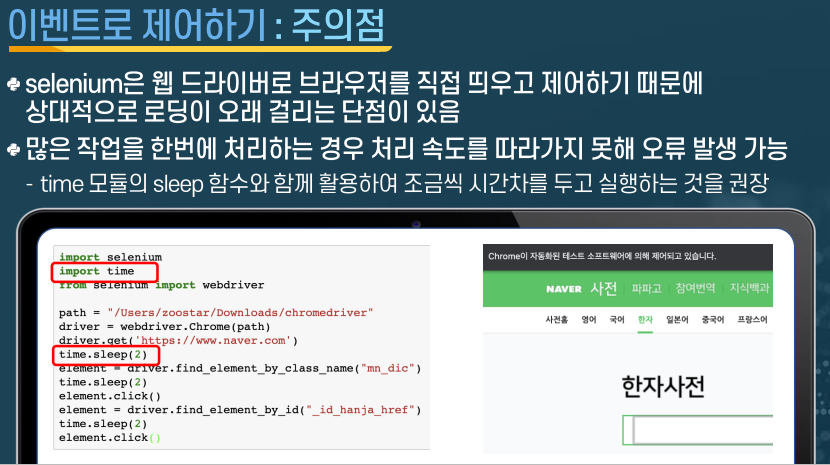 이벤트로 제어하기 : 주의점
selenium은 웹 드라이버로 브라우저를 직접 띄우고 제어하기 때문에
상대적으로 로딩이 오래 걸리는 단점이 있음
많은 작업을 한번에 처리하는 경우 처리 속도를 따라가지 못해 오류 발생 가능
- time 모듈의 sleep 함수와 함께 활용하여 조금씩 시간차를 두고 실행하는 것을 권장
import selenium
import time
from selenium import webdriver
path = "/Users/zoostar/Downloads/chromedriver"
driver = webdriver.Chrome(path)
driver.get('https://www.naver.com')
time.sleep(2)
element = driver.find_element_by_class_name("mn_dic")
time.sleep(2)
element.click()
element = driver.find_element_by_id("_id_hanja_href")
time.sleep(2)
element.click()
Chrome이 자동화된 테스트 소프트웨어에 의해 제어되고 있습니다.
NAVER 사전 파파고 참여번역 지식백과
사전홈 영어 국어 한자 일본어 중국어 프랑스어
한자사전